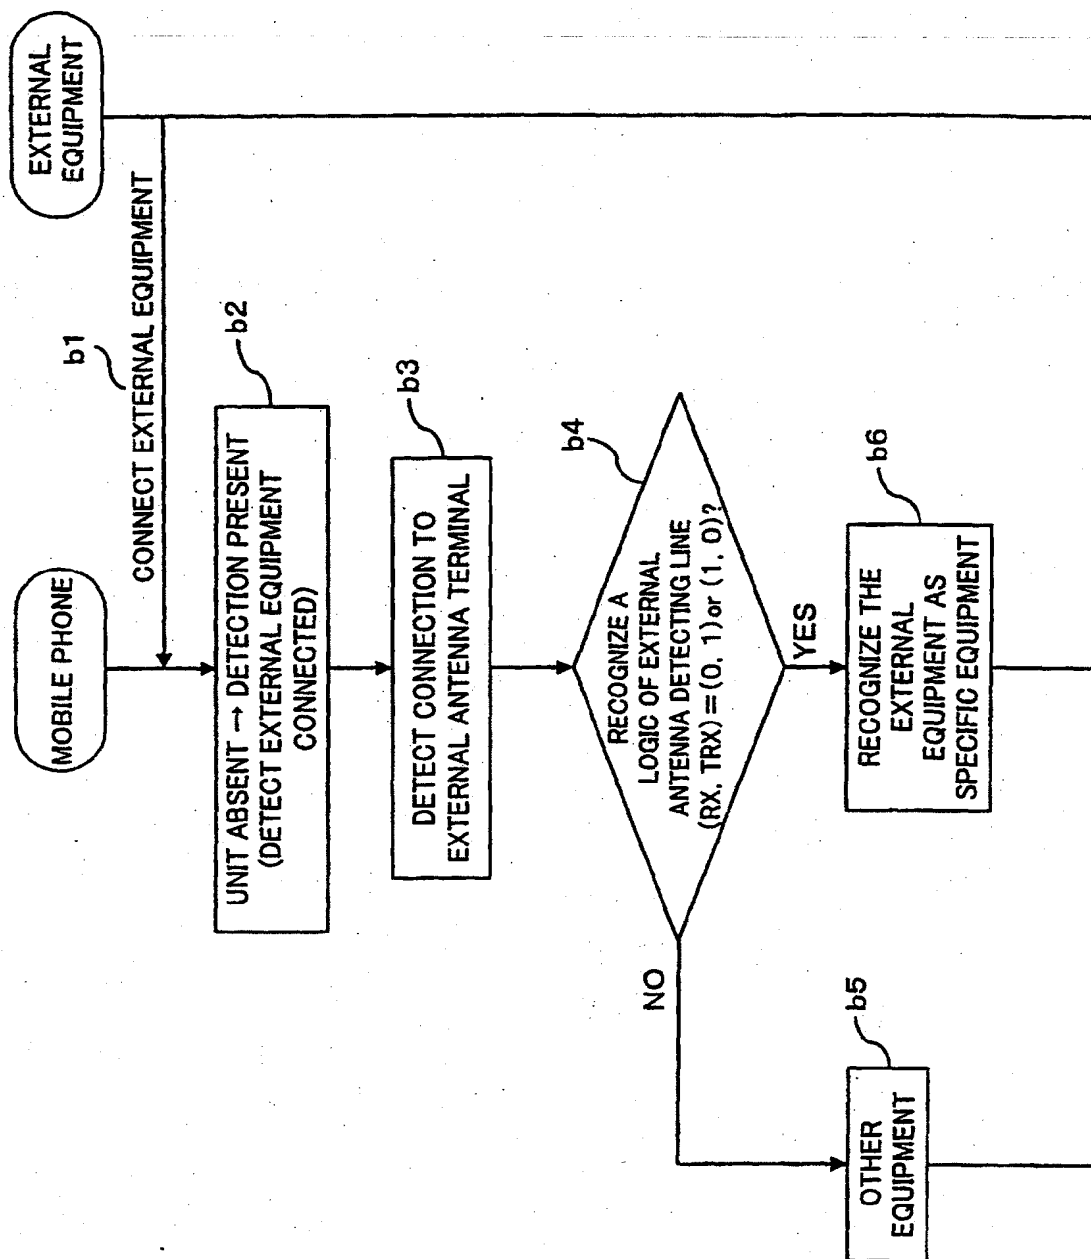 MOBILE PHONE
EXTERNAL
EQUIPMENT
b1
CONNECT EXTERNAL EQUIPMENT
b2
UNIT ABSENT → DETECTION PRESENT
(DETECT EXTERNAL EQUIPMENT
CONNECTED)
b3
DETECT CONNECTION TO
EXTERNAL ANTENNA TERMINAL
b4
RECOGNIZE A
LOGIC OF EXTERNAL
ANTENNA DETECTING LINE
(RX, TRX) = (0, 1) or (1, 0)?
NO
YES
b5
OTHER
EQUIPMENT
b6
RECOGNIZE THE
EXTERNAL
EQUIPMENT AS
SPECIFIC EQUIPMENT